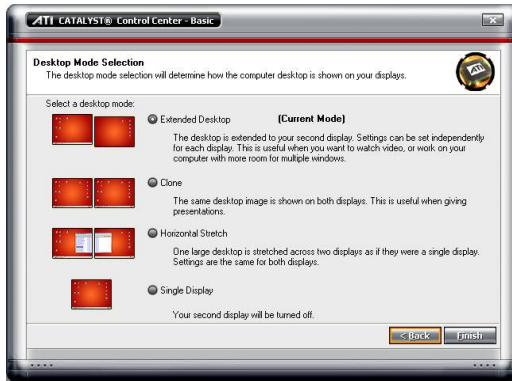 ATI CATALYST® Control Center - Basic
Desktop Mode Selection
The desktop mode selection will determine how the computer desktop is shown on your displays.
ATI
Select a desktop mode:
Extended Desktop (Current Mode)
The desktop is extended to your second display. Settings can be set independently
for each display. This is useful when you want to watch video, or work on your
computer with more room for multiple windows.
Clone
The same desktop image is shown on both displays. This is useful when giving
presentations.
Horizontal Stretch
One large desktop is stretched across two displays as if they were a single display.
Settings are the same for both displays.
Single Display
Your second display will be turned off.
< Back Finish